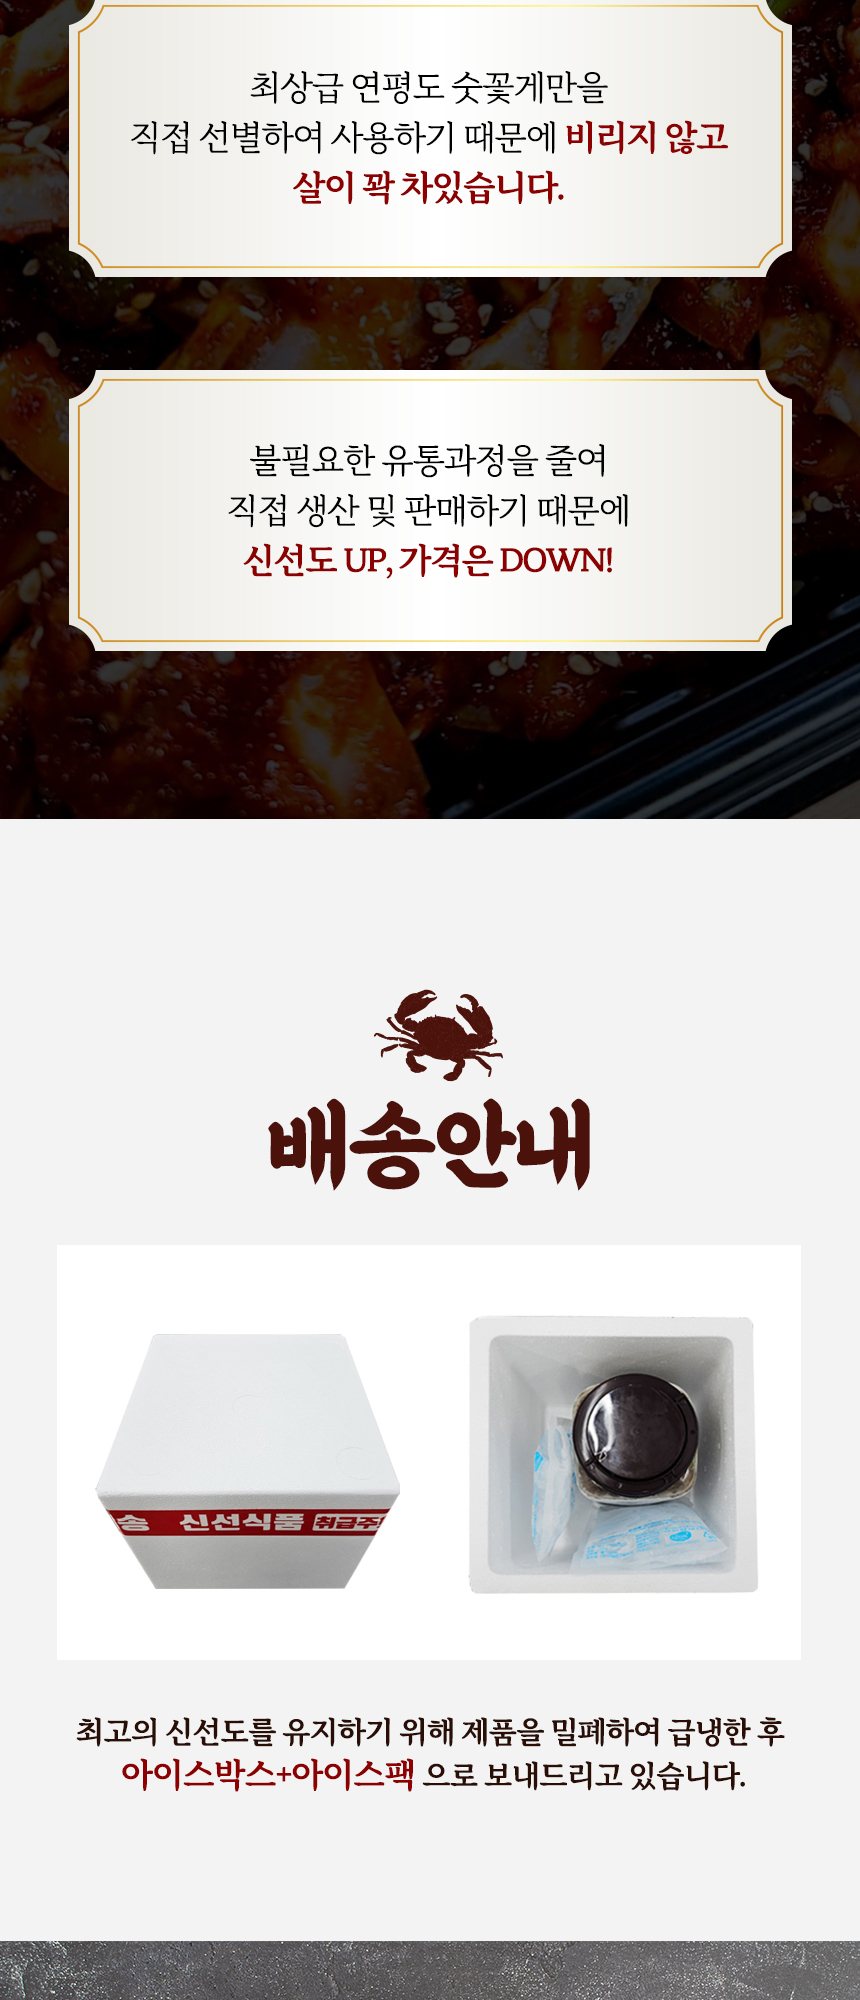 최상급 연평도 숫꽃게만을
직접 선별하여 사용하기 때문에 비리지 않고
살이 꽉 차있습니다.
불필요한 유통과정을 줄여
직접 생산 및 판매하기 때문에
신선도 UP, 가격은 DOWN!
배송안내
송 신선식품 취급주
최고의 신선도를 유지하기 위해 제품을 밀폐하여 급냉한 후
아이스박스+아이스팩 으로 보내드리고 있습니다.